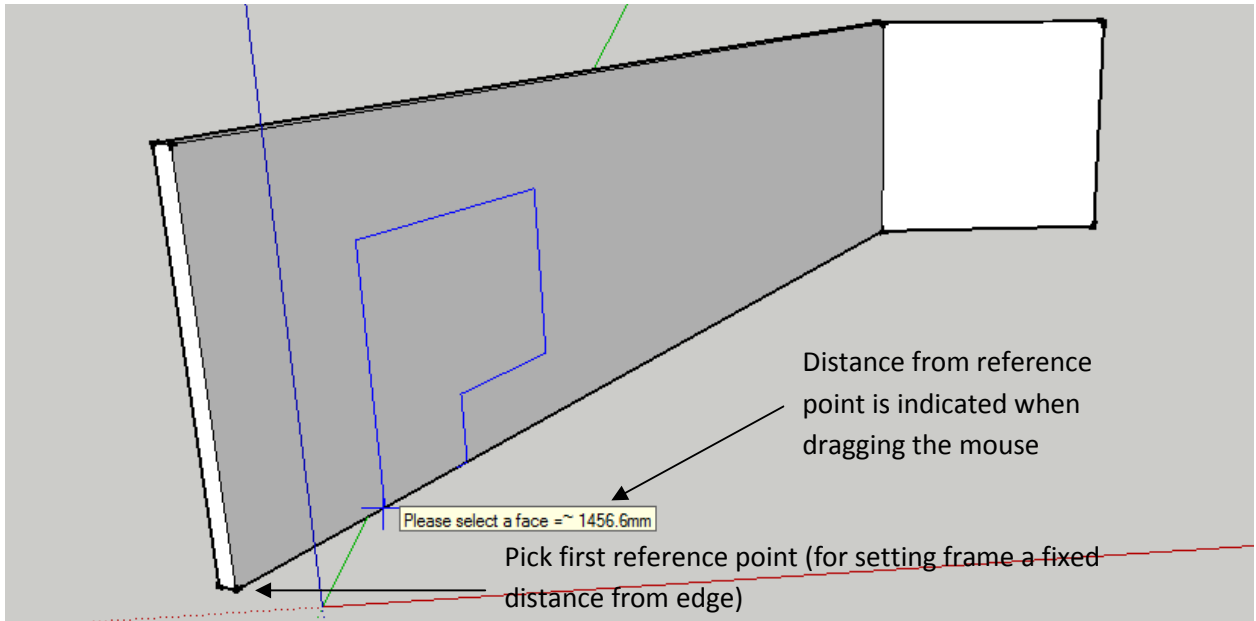 Distance from reference
point is indicated when
dragging the mouse
Please select a face =~ 1456.6mm
Pick first reference point (for setting frame a fixed
distance from edge)